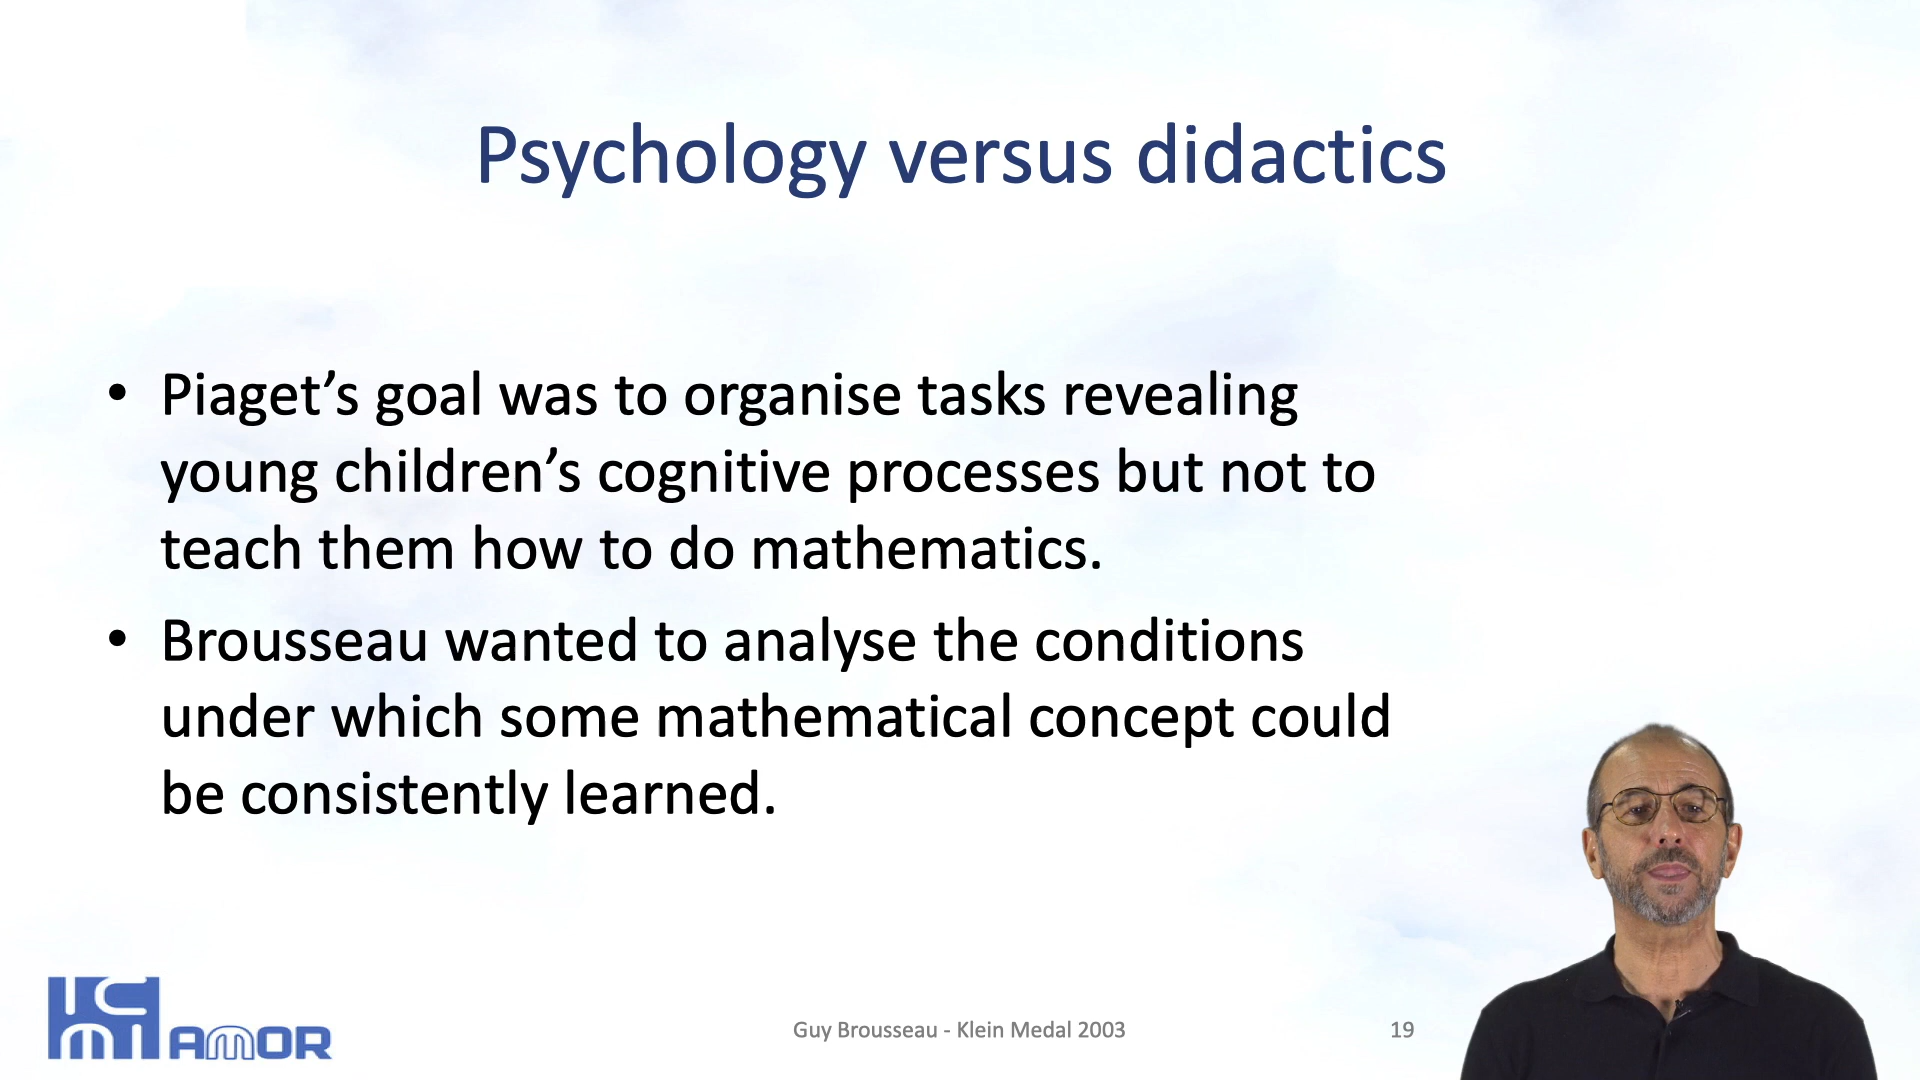 Psychology versus didactics
• Piaget’s goal was to organise tasks revealing
young children’s cognitive processes but not to
teach them how to do mathematics.
• Brousseau wanted to analyse the conditions
under which some mathematical concept could
be consistently learned.
ICMI AMOR
Guy Brousseau - Klein Medal 2003
19